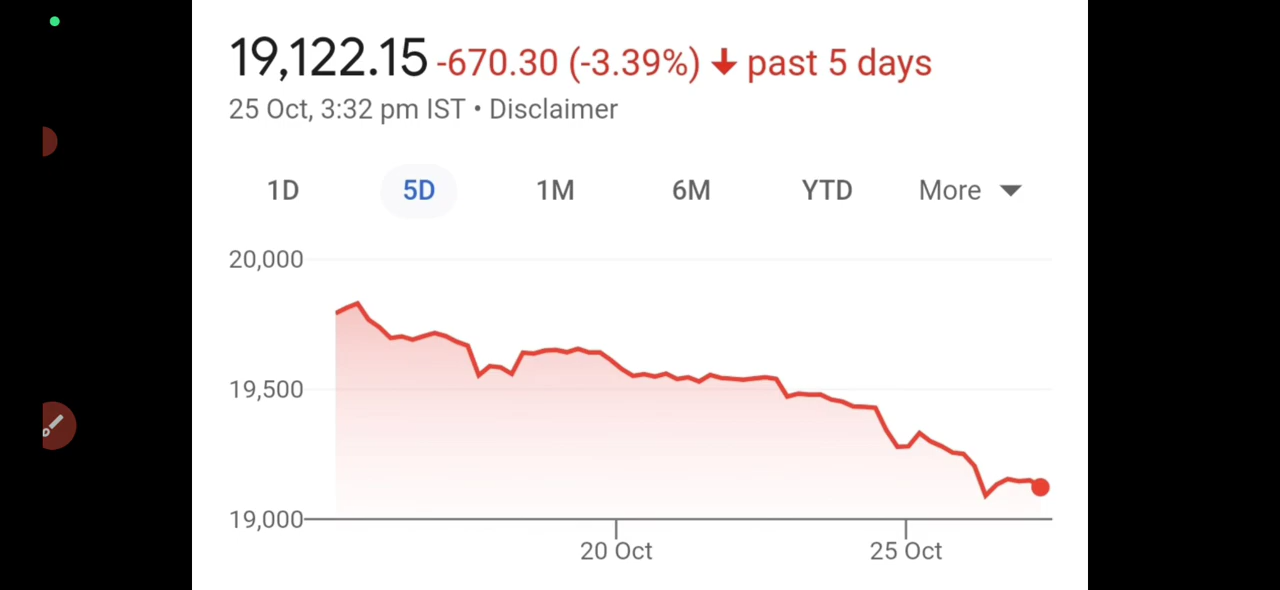 19,122.15 -670.30 (-3.39%) ↓ past 5 days
25 Oct, 3:32 pm IST • Disclaimer
1D 5D 1M 6M YTD More
20,000
19,500
19,000
20 Oct 25 Oct